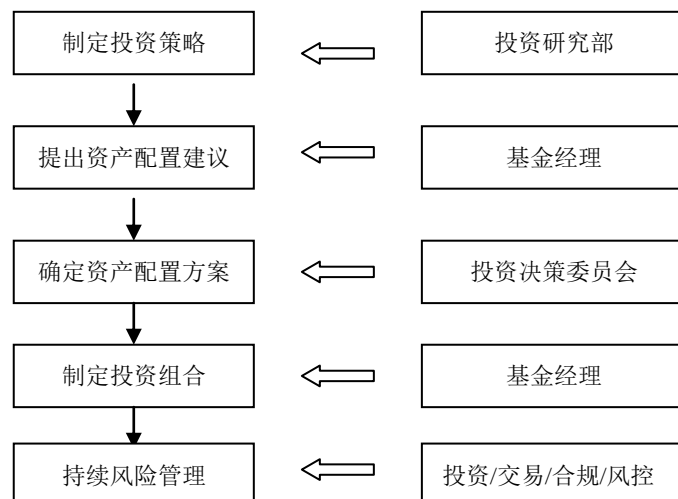 制定投资策略
投资研究部
提出资产配置建议
基金经理
确定资产配置方案
投资决策委员会
制定投资组合
基金经理
持续风险管理
投资/交易/合规/风控